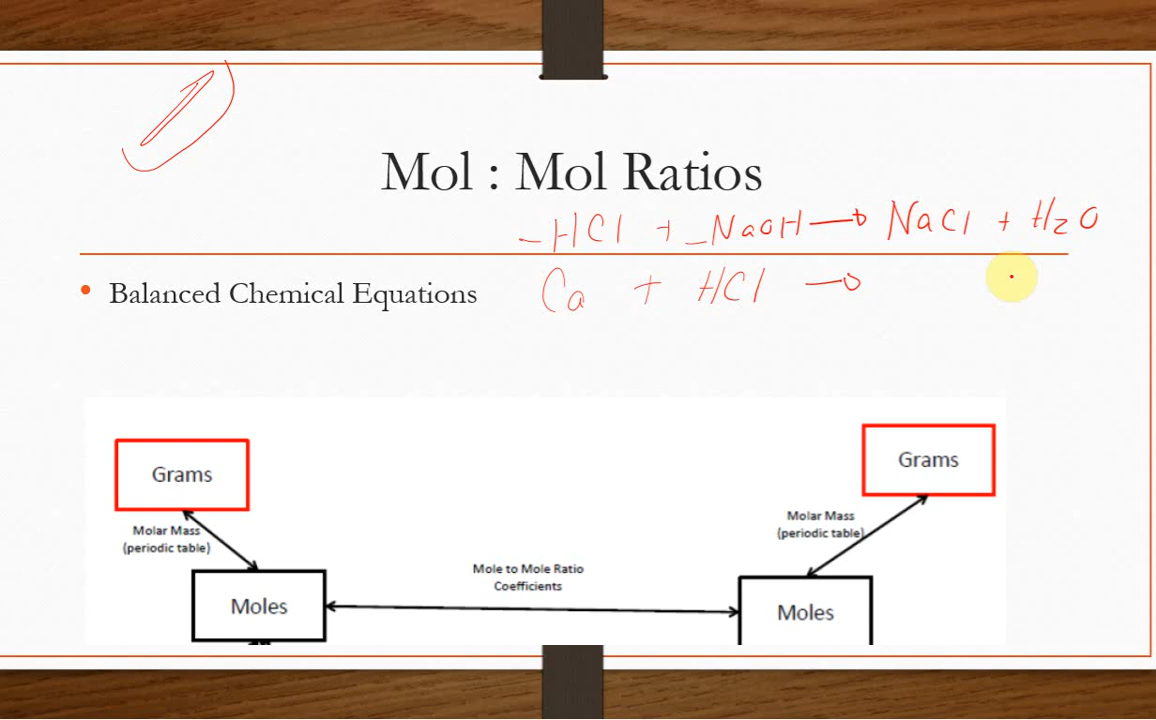 Mol : Mol Ratios
_HCl + _NaOH → NaCl + H2O
• Balanced Chemical Equations
Ca + HCl →
Grams
Grams
Molar Mass
(periodic table)
Molar Mass
(periodic table)
Mole to Mole Ratio
Coefficients
Moles
Moles